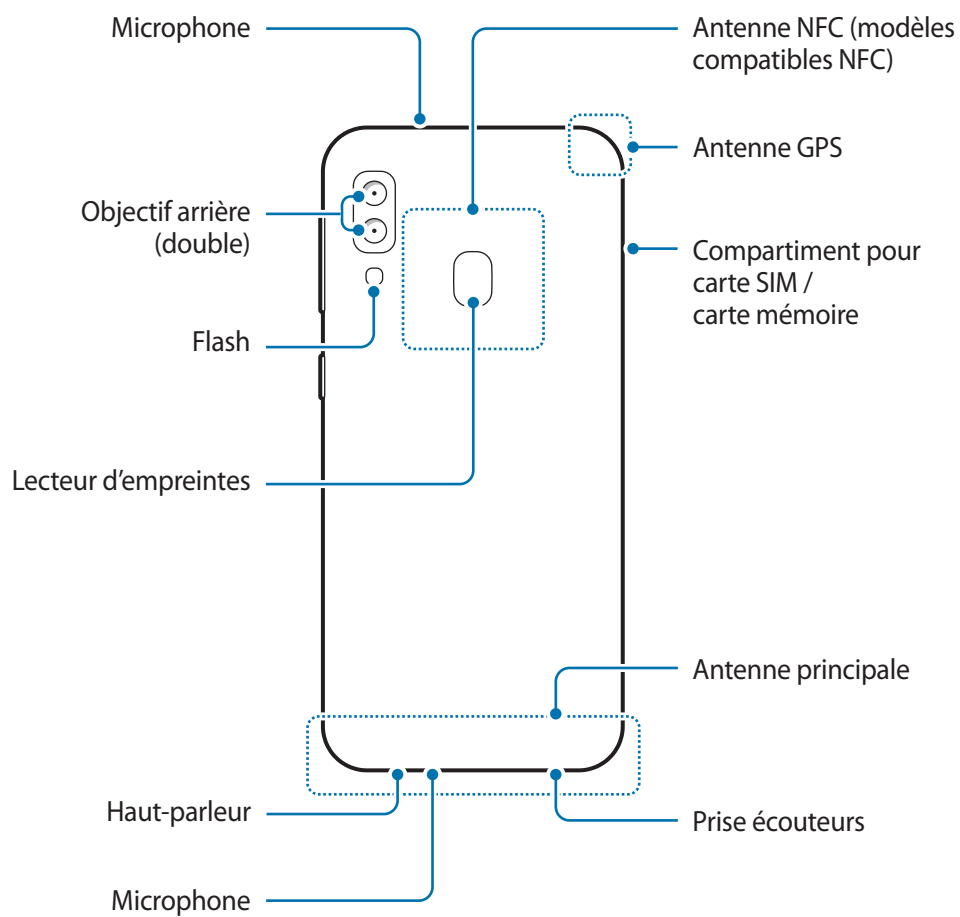 Microphone
Antenne NFC (modèles
compatibles NFC)
Antenne GPS
Objectif arrière
(double)
Compartiment pour
carte SIM /
carte mémoire
Flash
Lecteur d’empreintes
Antenne principale
Haut-parleur
Prise écouteurs
Microphone